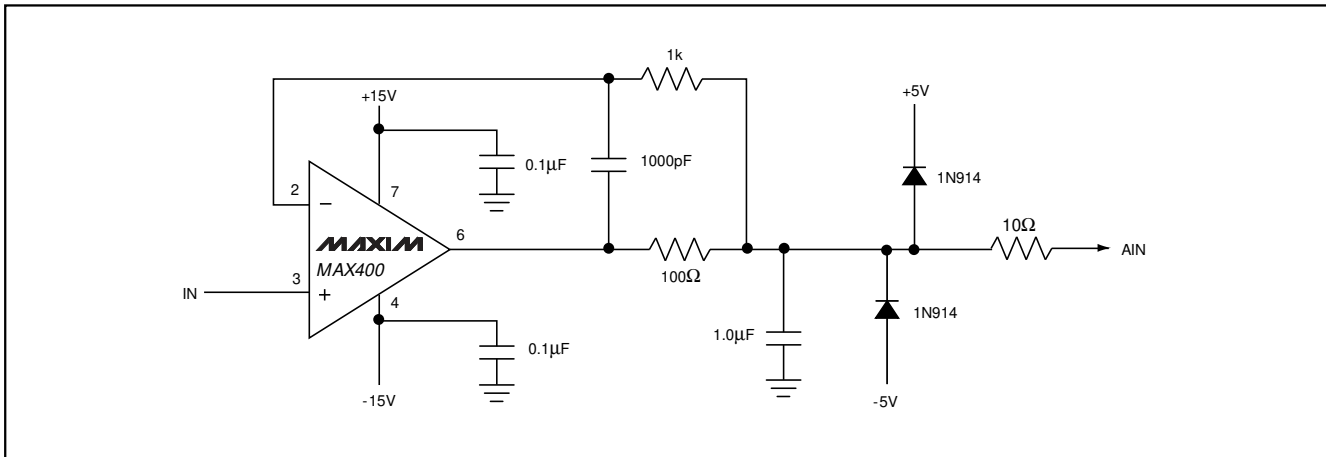 1k
+15V
+5V
0.1µF
1000pF
1N914
2
7
−
MAXIM
6
10Ω
MAX400
100Ω
AIN
3
IN
+
4
1N914
1.0µF
0.1µF
-15V
-5V